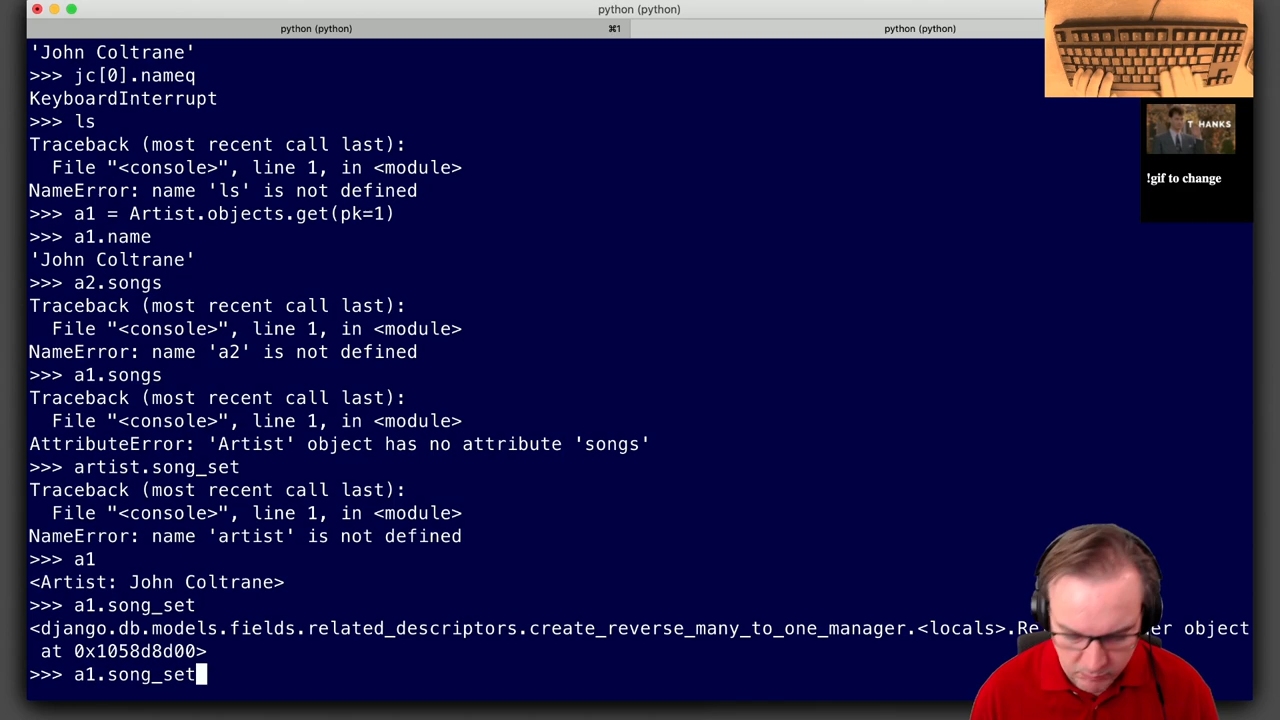 python (python)
python (python)
⌘1
python (python)
'John Coltrane'
>>> jc[0].nameq
KeyboardInterrupt
>>> ls
Traceback (most recent call last):
  File "<console>", line 1, in <module>
NameError: name 'ls' is not defined
>>> a1 = Artist.objects.get(pk=1)
>>> a1.name
'John Coltrane'
>>> a2.songs
Traceback (most recent call last):
  File "<console>", line 1, in <module>
NameError: name 'a2' is not defined
>>> a1.songs
Traceback (most recent call last):
  File "<console>", line 1, in <module>
AttributeError: 'Artist' object has no attribute 'songs'
>>> artist.song_set
Traceback (most recent call last):
  File "<console>", line 1, in <module>
NameError: name 'artist' is not defined
>>> a1
<Artist: John Coltrane>
>>> a1.song_set
<django.db.models.fields.related_descriptors.create_reverse_many_to_one_manager.<locals>.Re er object
at 0x1058d8d00>
>>> a1.song_set
T HANKS
!gif to change